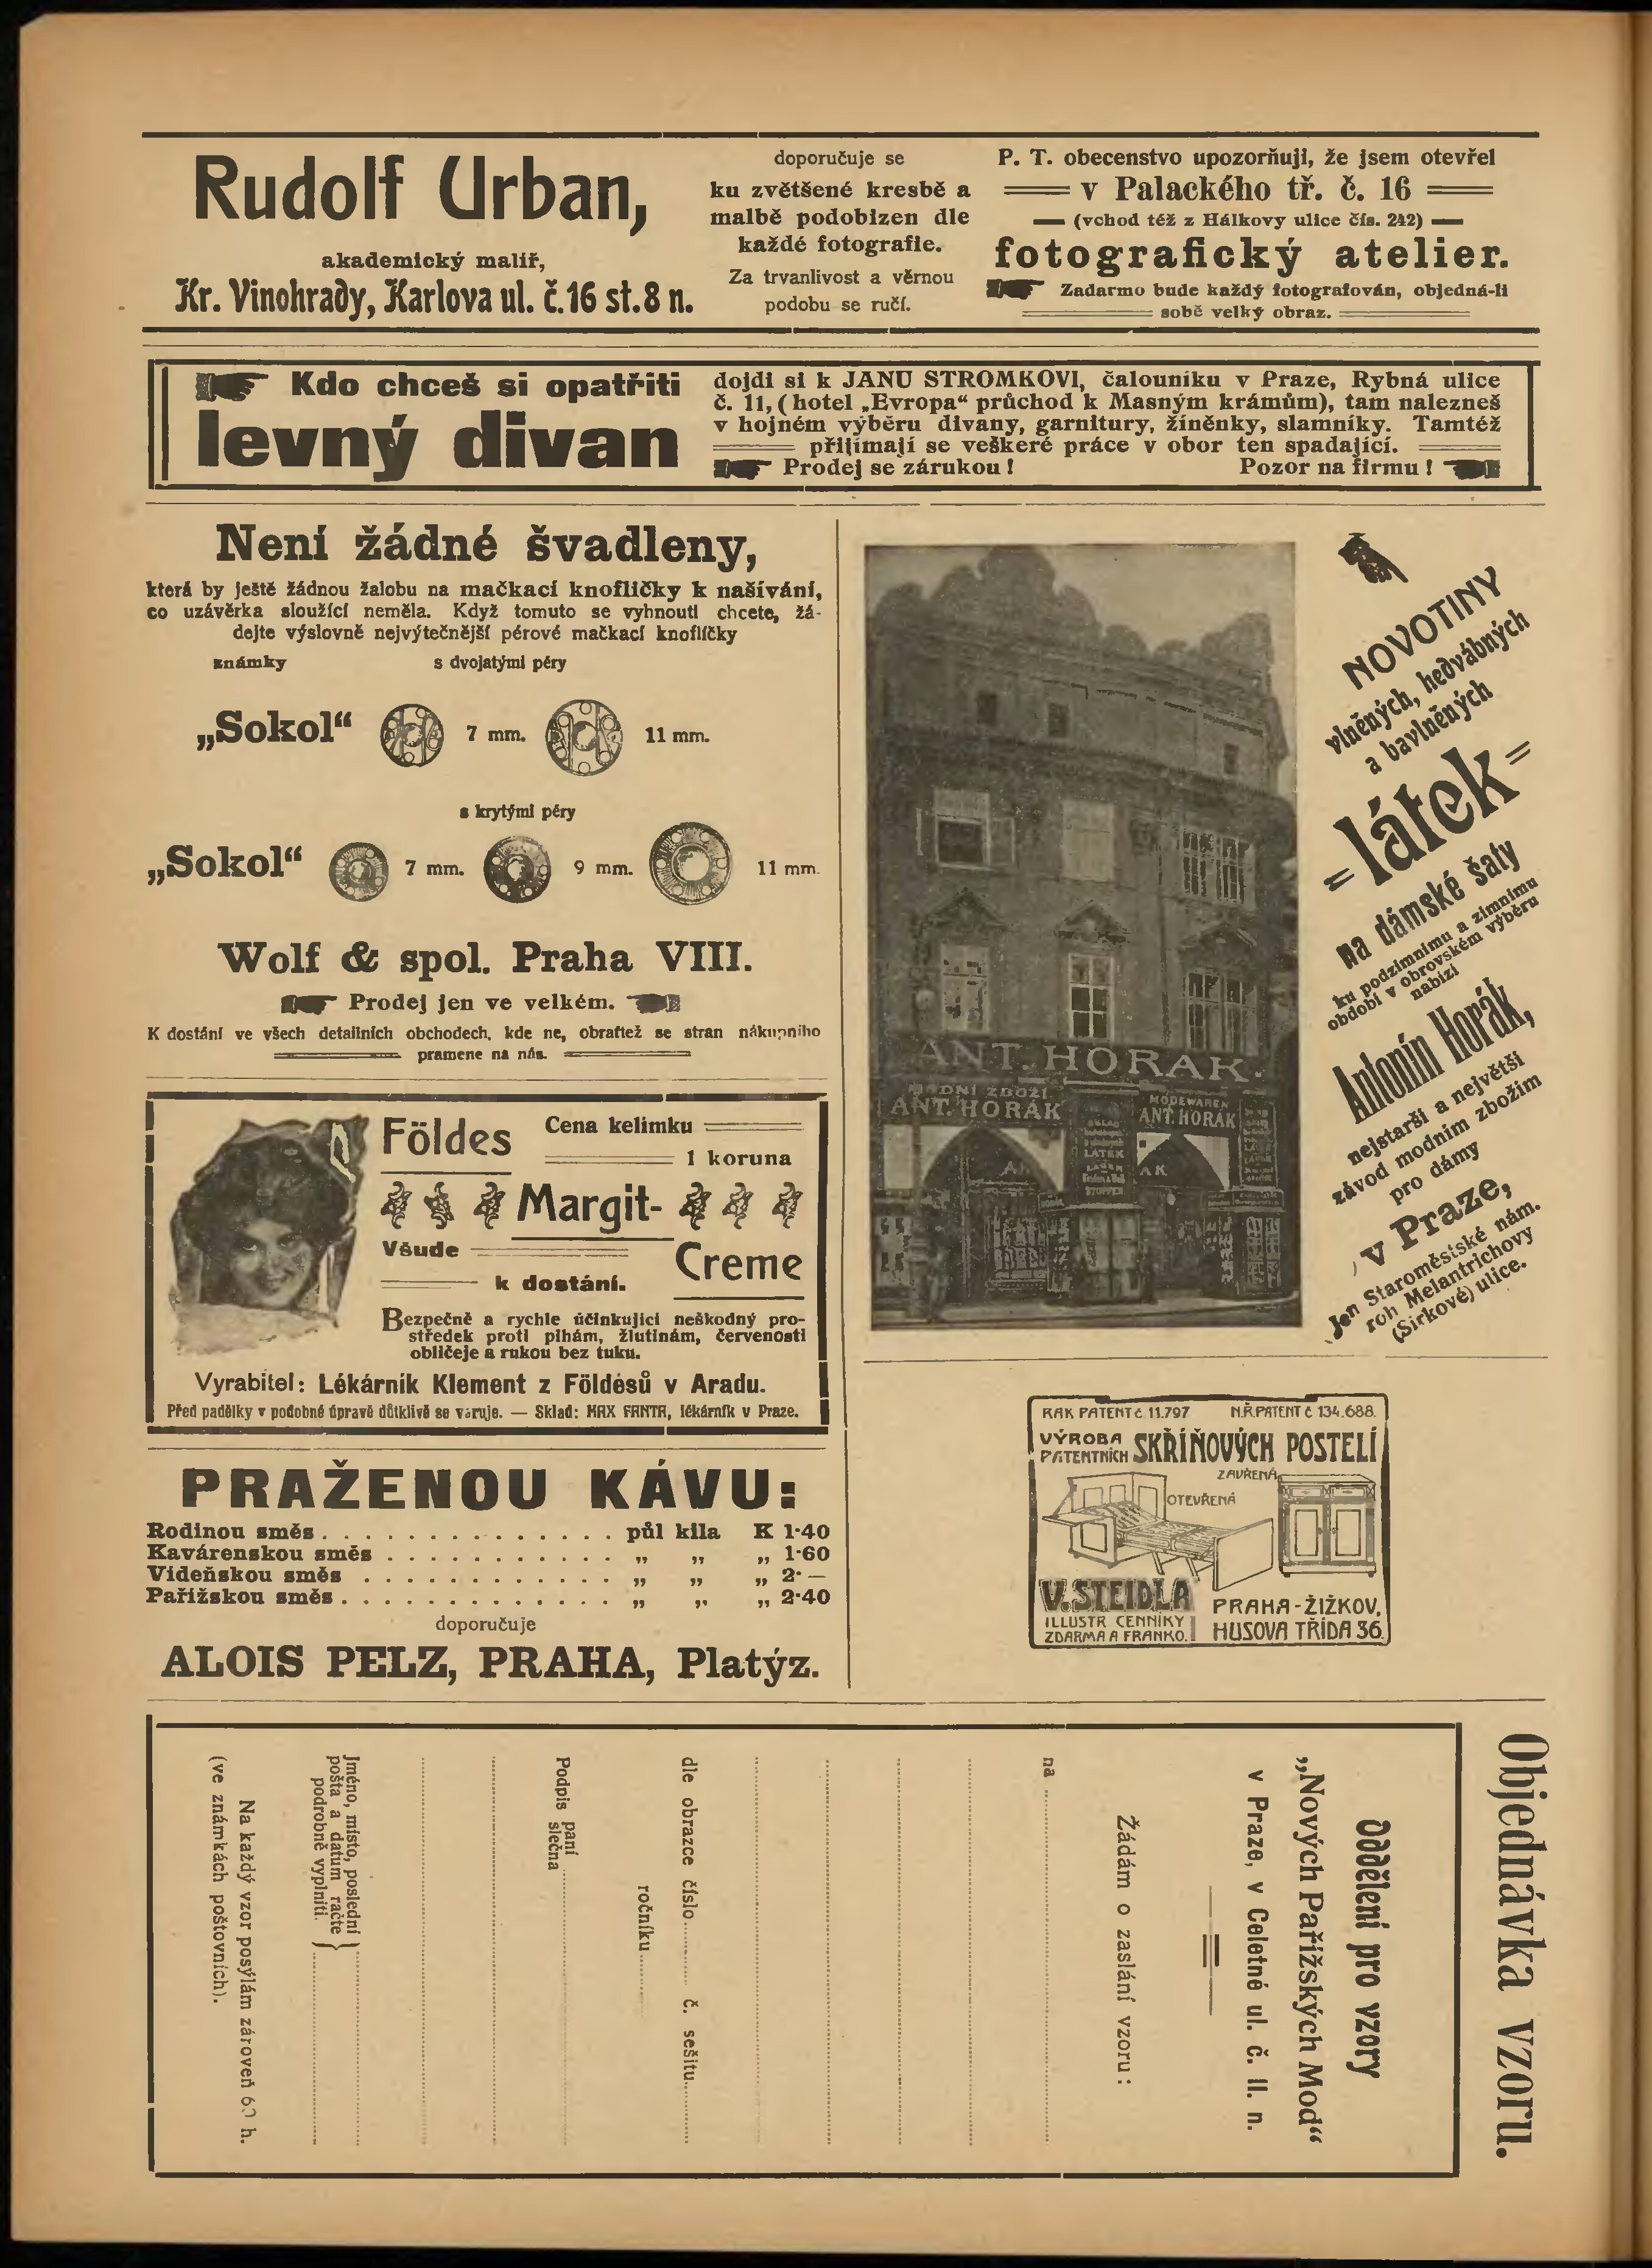 Rudolf Urban,
akademický malíř,
Kr. Vinohrady, Karlova ul. č. 16 st. 8 n.
doporučuje se
ku zvětšené kresbě a
malbě podobizen dle
každé fotografie.
Za trvanlivost a věrnou
podobu se ručí.
P. T. obecenstvo upozorňuji, že jsem otevřel
v Palackého tř. č. 16
(vchod též z Hálkovy ulice čís. 242)
fotografický atelier.
Zadarmo bude každý fotografován, objedná-li
sobě velký obraz.
Kdo chceš si opatřiti
levný divan
dojdi si k JANU STROMKOVI, čalouníku v Praze, Rybná ulice
č. 11, (hotel „Evropa“ průchod k Masným krámům), tam nalezneš
v hojném výběru divany, garnitury, žíněnky, slamníky. Tamtéž
přijímají se veškeré práce v obor ten spadající.
Prodej se zárukou! Pozor na firmu!
Není žádné švadleny,
která by ještě žádnou žalobu na mačkací knoflíčky k našívání,
co uzávěrka sloužící neměla. Když tomuto se vyhnouti chcete, žá-
dejte výslovně nejvýtečnější pérové mačkací knoflíčky
známky s dvojatými péry
„Sokol“ 7 mm. 11 mm.
s krytými péry
„Sokol“ 7 mm. 9 mm. 11 mm.
Wolf & spol. Praha VIII.
Prodej jen ve velkém.
K dostání ve všech detailních obchodech, kde ne, obraťtež se stran nákupního
pramene na nás.
Földes
Cena kelímku
1 koruna
Margit-
Všude
k dostání.
Creme
Bezpečně a rychle účinkující neškodný pro-
středek proti pihám, žlutinám, červenosti
obličeje a rukou bez tuku.
Vyrabitel: Lékárník Klement z Földésů v Aradu.
Před padělky v podobné úpravě důtklivě se varuje. — Sklad: MAX FANTA, lékárník v Praze.
PRAŽENOU KÁVU:
Rodinou směs . . . . . . . . . . . . . . půl kila K 1·40
Kavárenskou směs . . . . . . . . . . . „ „ „ 1·60
Vídeňskou směs . . . . . . . . . . . . „ „ „ 2·—
Pařížskou směs . . . . . . . . . . . . . „ „ „ 2·40
doporučuje
ALOIS PELZ, PRAHA, Platýz.
ANT. HORÁK.
MODNÍ ZBOŽÍ
ANT. HORÁK
MODEWAREN
ANT. HORÁK
LÁTEK
STOFFEN
NOVOTINY
vlněných, hedvábných
a bavlněných
látek
na dámské šaty
ku podzimnímu a zimnímu
období v obrovském výběru
nabízí
Antonín Horák,
nejstarší a největší
závod modním zbožím
pro dámy
v Praze,
Jen Staroměstské nám.
roh Melantrichovy
(Sirkové) ulice.
RAK PATENT č 11.797 N.Ř.PATENT č 134.688.
VÝROBA
PATENTNÍCH SKŘÍŇOVÝCH POSTELÍ
ZAVŘENÁ
OTEVŘENÁ
V. STEIDLA
ILLUSTR CENNÍKY
ZDARMA A FRANKO.
PRAHA-ŽIŽKOV,
HUSOVA TŘÍDA 36.
Objednávka vzoru.
Oddělení pro vzory
„Nových Pařížských Mod“
v Praze, v Celetné ul. č. 11. n.
Žádám o zaslání vzoru:
na
dle obrazce číslo č. sešitu
ročníku
Podpis paní
slečna
Jméno, místo, poslední
pošta a datum račte
podrobně vyplniti.
Na každý vzor posýlám zároveň 60 h.
(ve známkách poštovních).